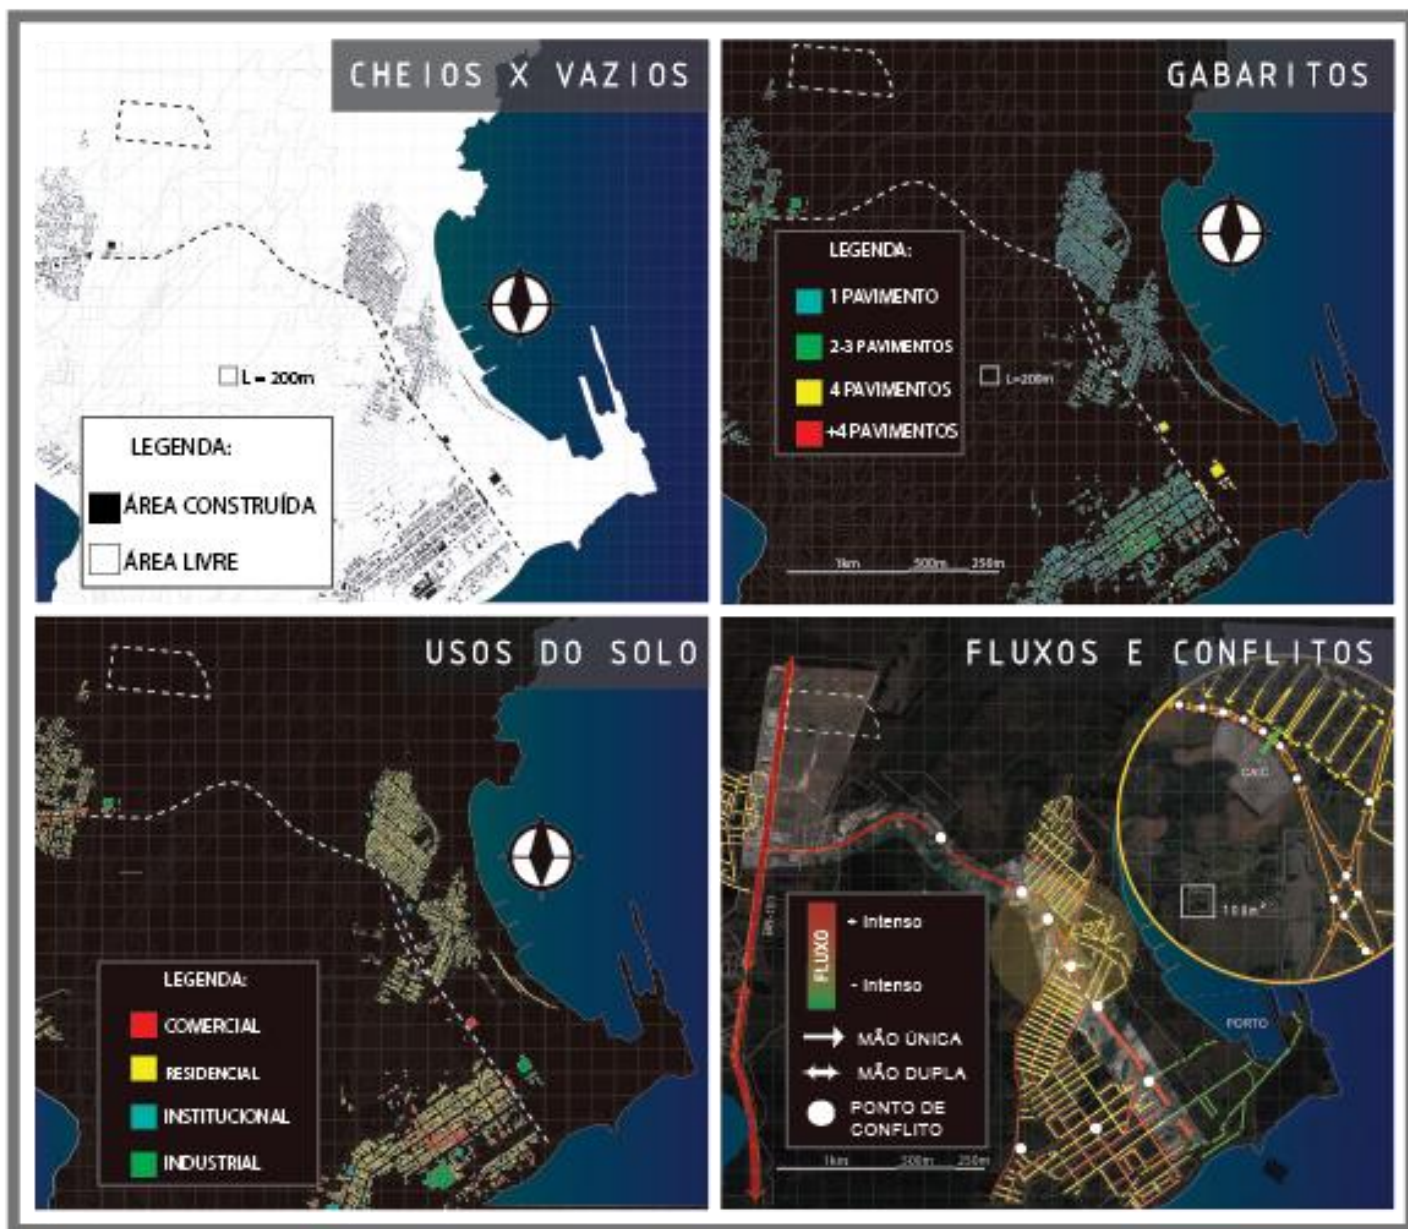 CHEIOS X VAZIOS
L = 200m
LEGENDA:
ÁREA CONSTRUÍDA
ÁREA LIVRE
GABARITOS
LEGENDA:
1 PAVIMENTO
2-3 PAVIMENTOS
4 PAVIMENTOS
+4 PAVIMENTOS
L=200m
1km 500m 250m
USOS DO SOLO
LEGENDA:
COMERCIAL
RESIDENCIAL
INSTITUCIONAL
INDUSTRIAL
FLUXOS E CONFLITOS
CAIC
100m²
FLUXO
+ Intenso
- Intenso
MÃO ÚNICA
MÃO DUPLA
PONTO DE
CONFLITO
PORTO
1km 500m 250m